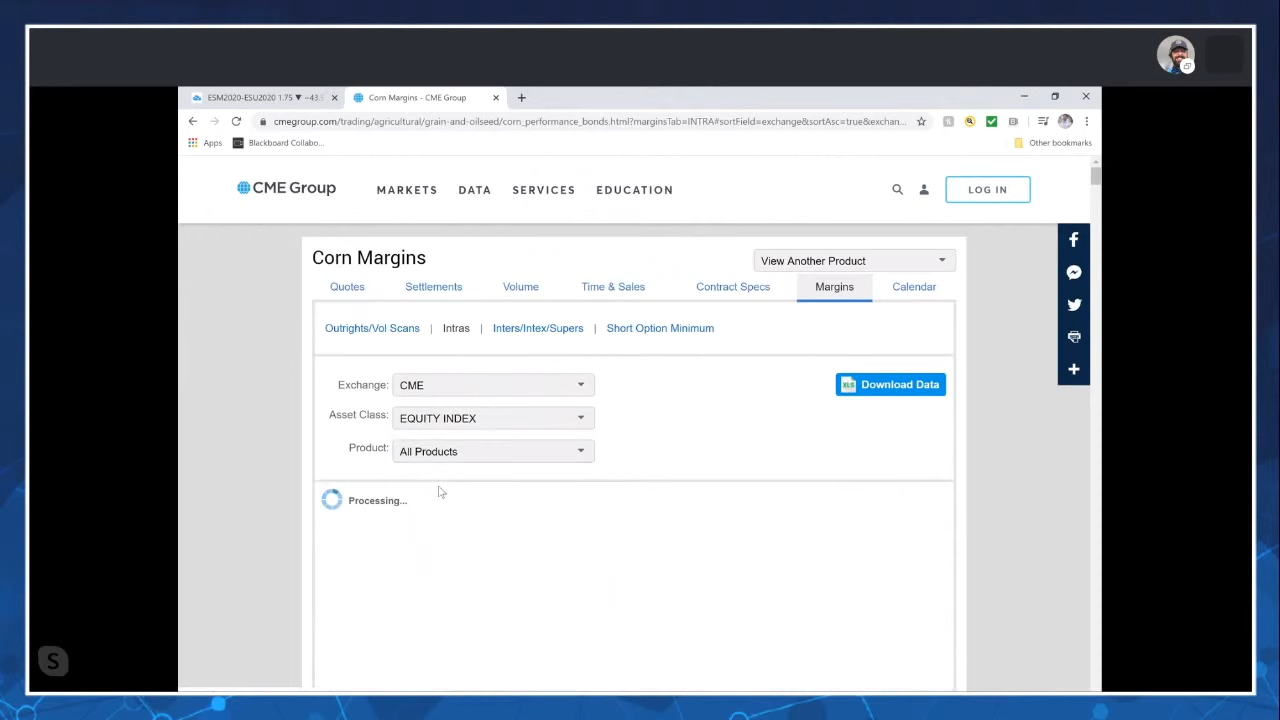 ESM2020-ESU2020 1.75 ▼ −43.
Corn Margins - CME Group
cmegroup.com/trading/agricultural/grain-and-oilseed/corn_performance_bonds.html?marginsTab=INTRA#sortField=exchange&sortAsc=true&exchan...
Apps
Blackboard Collabo...
Other bookmarks
CME Group
MARKETS DATA SERVICES EDUCATION
LOG IN
Corn Margins
View Another Product
Quotes Settlements Volume Time & Sales Contract Specs Margins Calendar
Outrights/Vol Scans | Intras | Inters/Intex/Supers | Short Option Minimum
Exchange: CME
XLS Download Data
Asset Class: EQUITY INDEX
Product: All Products
Processing...
S